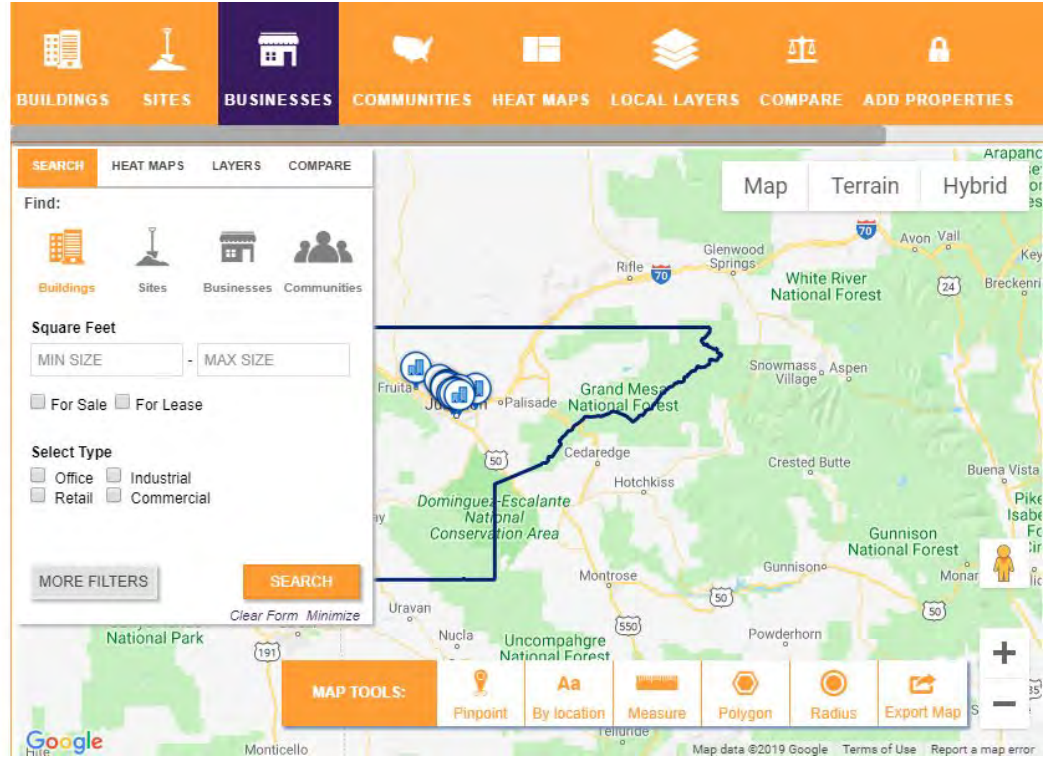 BUILDINGS SITES BUSINESSES COMMUNITIES HEAT MAPS LOCAL LAYERS COMPARE ADD PROPERTIES
SEARCH HEAT MAPS LAYERS COMPARE
Find:
Buildings Sites Businesses Communities
Square Feet
MIN SIZE - MAX SIZE
For Sale For Lease
Select Type
Office Industrial
Retail Commercial
MORE FILTERS SEARCH
Clear Form Minimize
Map Terrain Hybrid
70
Avon Vail
Glenwood
Springs
Rifle 70
White River
National Forest
24
Snowmass
Village
Aspen
Fruita
Palisade
Grand Mesa
National Forest
50
Cedaredge
Hotchkiss
Crested Butte
Buena Vista
Dominguez-Escalante
National
Conservation Area
Gunnison
National Forest
Montrose
Gunnison
50
50
Uravan
550
Nucla
Powderhorn
National Park
191
Uncompahgre
National Forest
MAP TOOLS: Pinpoint Aa By location Measure Polygon Radius Export Map
+
−
Google
Monticello
Map data ©2019 Google Terms of Use Report a map error